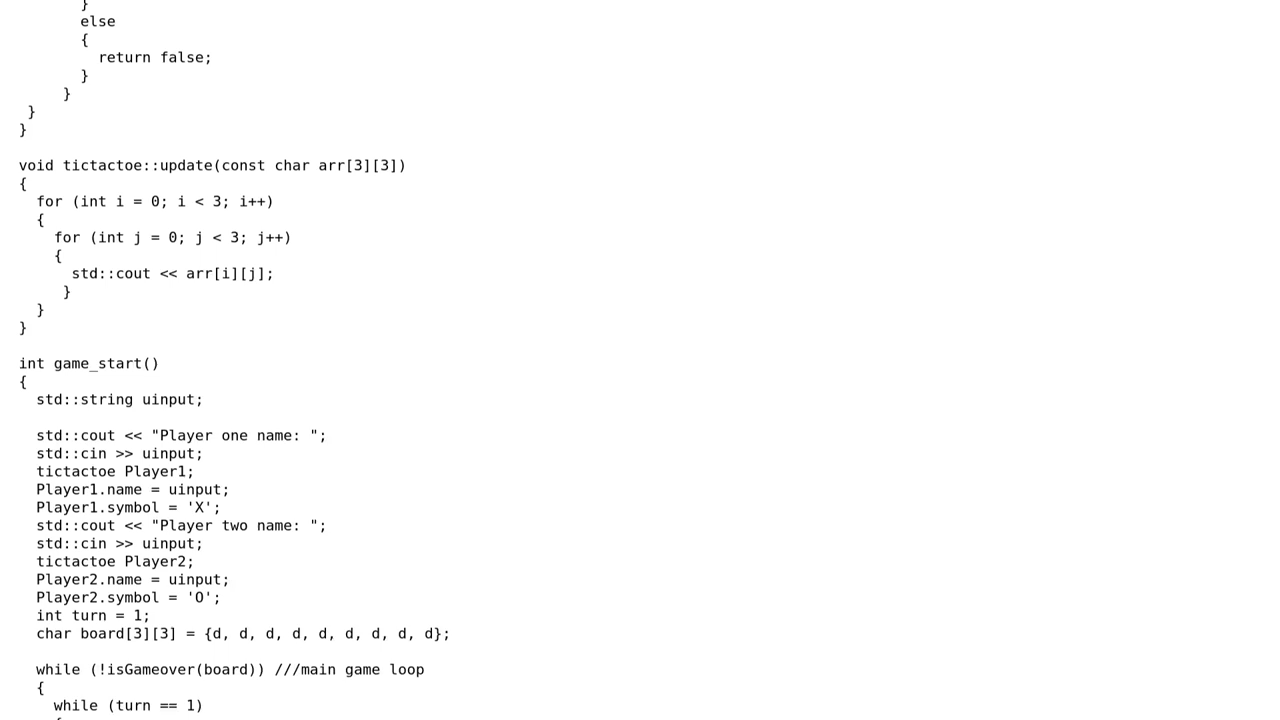 }
else
{
return false;
}
}
}
}
void tictactoe::update(const char arr[3][3])
{
for (int i = 0; i < 3; i++)
{
for (int j = 0; j < 3; j++)
{
std::cout << arr[i][j];
}
}
}
int game_start()
{
std::string uinput;
std::cout << "Player one name: ";
std::cin >> uinput;
tictactoe Player1;
Player1.name = uinput;
Player1.symbol = 'X';
std::cout << "Player two name: ";
std::cin >> uinput;
tictactoe Player2;
Player2.name = uinput;
Player2.symbol = 'O';
int turn = 1;
char board[3][3] = {d, d, d, d, d, d, d, d, d};
while (!isGameover(board)) ///main game loop
{
while (turn == 1)
{